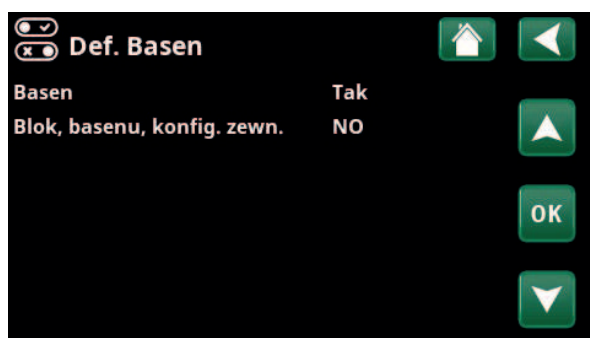 Def. Basen
Basen Tak
Blok, basenu, konfig. zewn. NO
OK